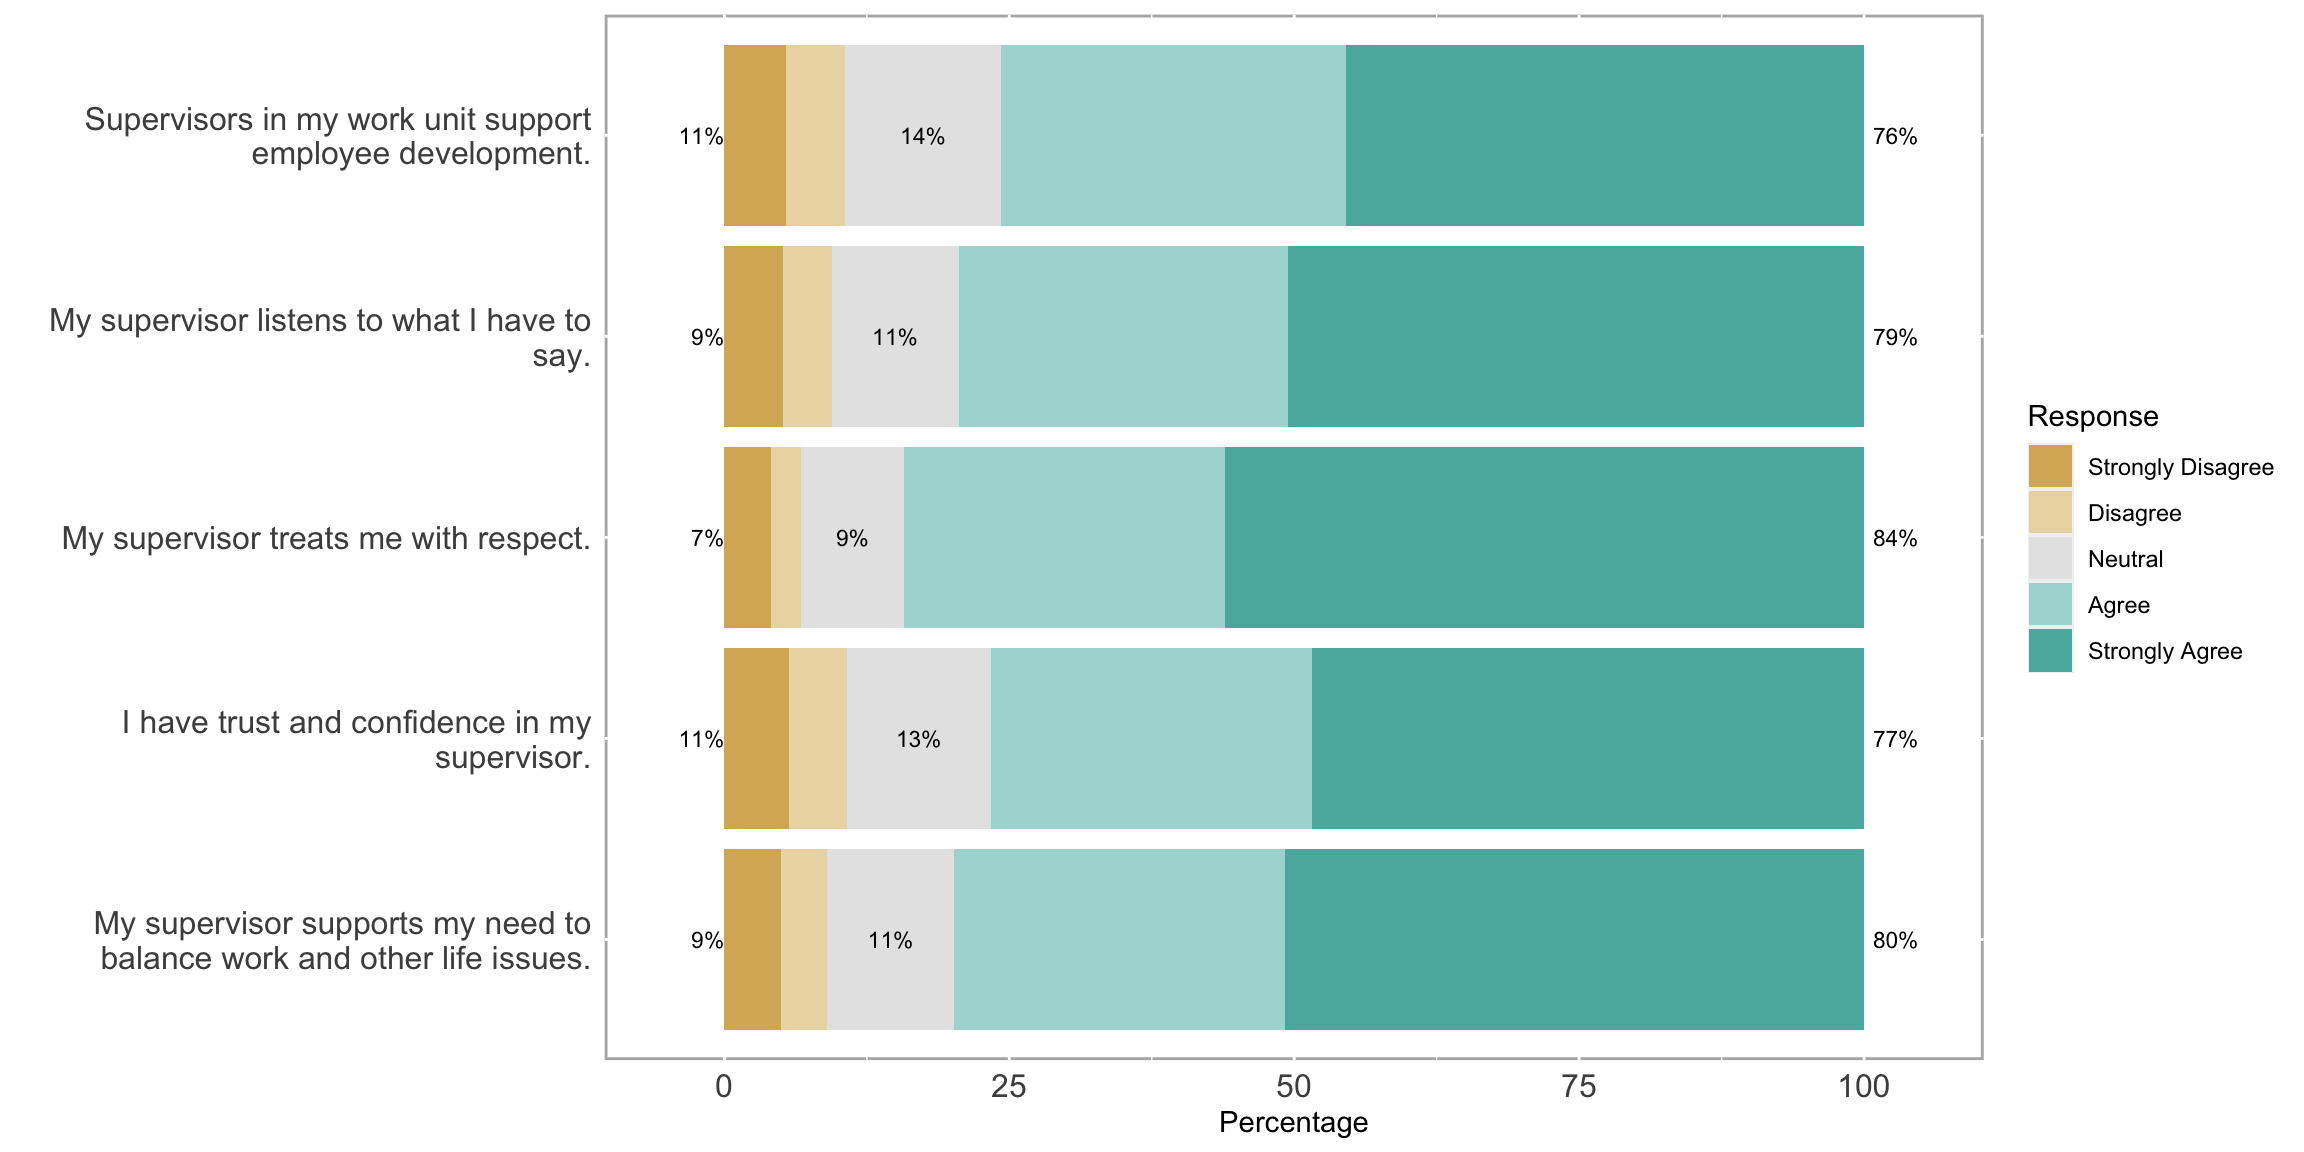 Supervisors in my work unit support
employee development.
11%
14%
76%
My supervisor listens to what I have to
say.
9%
11%
79%
My supervisor treats me with respect.
7%
9%
84%
I have trust and confidence in my
supervisor.
11%
13%
77%
My supervisor supports my need to
balance work and other life issues.
9%
11%
80%
0
25
50
75
100
Percentage
Response
Strongly Disagree
Disagree
Neutral
Agree
Strongly Agree